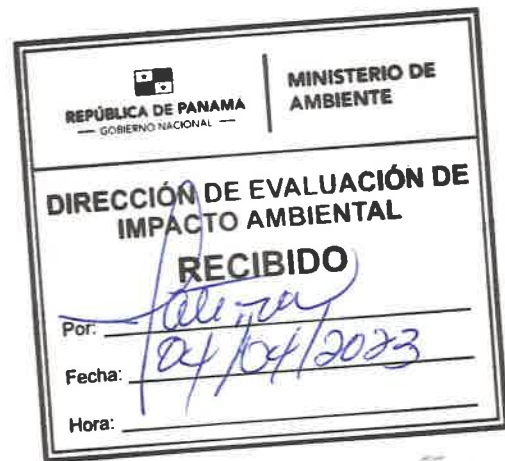 REPÚBLICA DE PANAMA
— GOBIERNO NACIONAL —
MINISTERIO DE
AMBIENTE
DIRECCIÓN DE EVALUACIÓN DE
IMPACTO AMBIENTAL
RECIBIDO
Por:
Fecha: 04/04/2023
Hora: